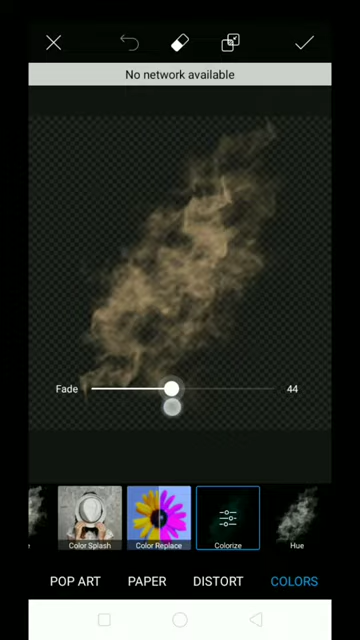 No network available
Fade 44
e Color Splash Color Replace Colorize Hue
POP ART PAPER DISTORT COLORS